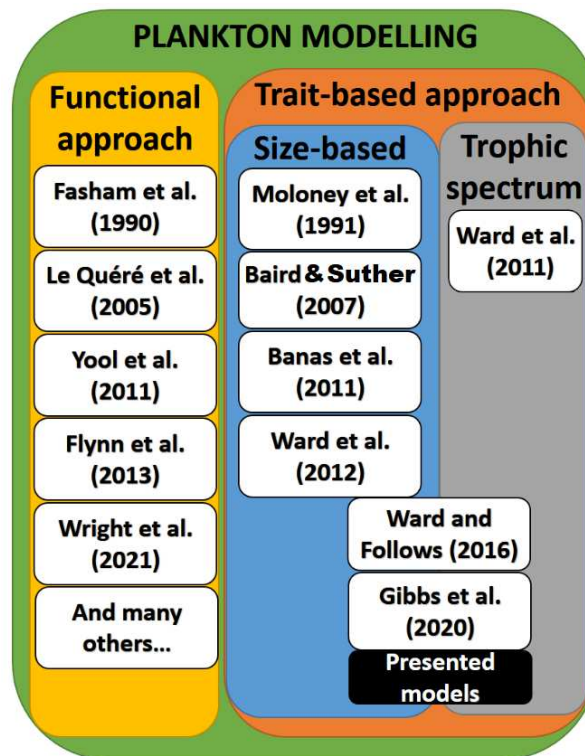 PLANKTON MODELLING
Functional
approach
Fasham et al.
(1990)
Le Quéré et al.
(2005)
Yool et al.
(2011)
Flynn et al.
(2013)
Wright et al.
(2021)
And many
others...
Trait-based approach
Size-based
Moloney et al.
(1991)
Baird & Suther
(2007)
Banas et al.
(2011)
Ward et al.
(2012)
Trophic
spectrum
Ward et al.
(2011)
Ward and
Follows (2016)
Gibbs et al.
(2020)
Presented
models